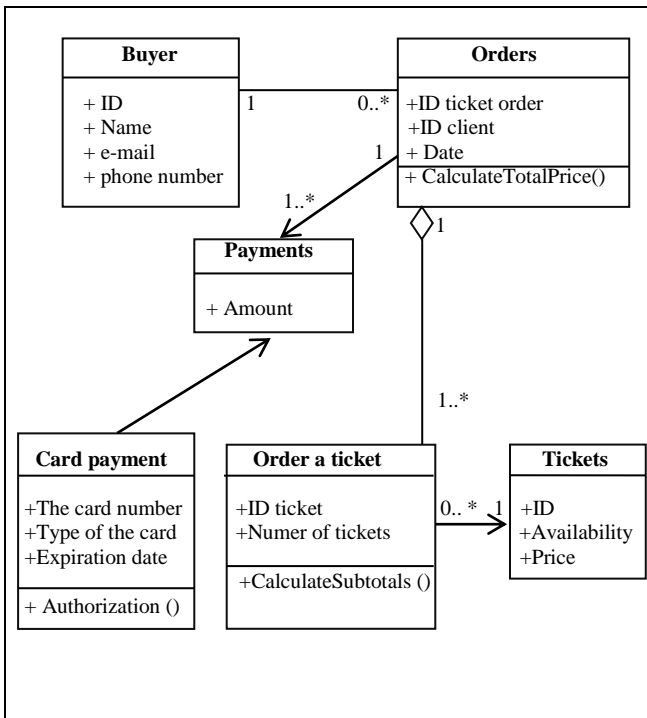 Buyer
+ ID
+ Name
+ e-mail
+ phone number
1
0..*
Orders
+ID ticket order
+ID client
+ Date
+ CalculateTotalPrice()
1
1..*
1
Payments
+ Amount
1..*
Card payment
+The card number
+Type of the card
+Expiration date
+ Authorization ()
Order a ticket
+ID ticket
+Numer of tickets
+CalculateSubtotals ()
0.. *
1
Tickets
+ID
+Availability
+Price